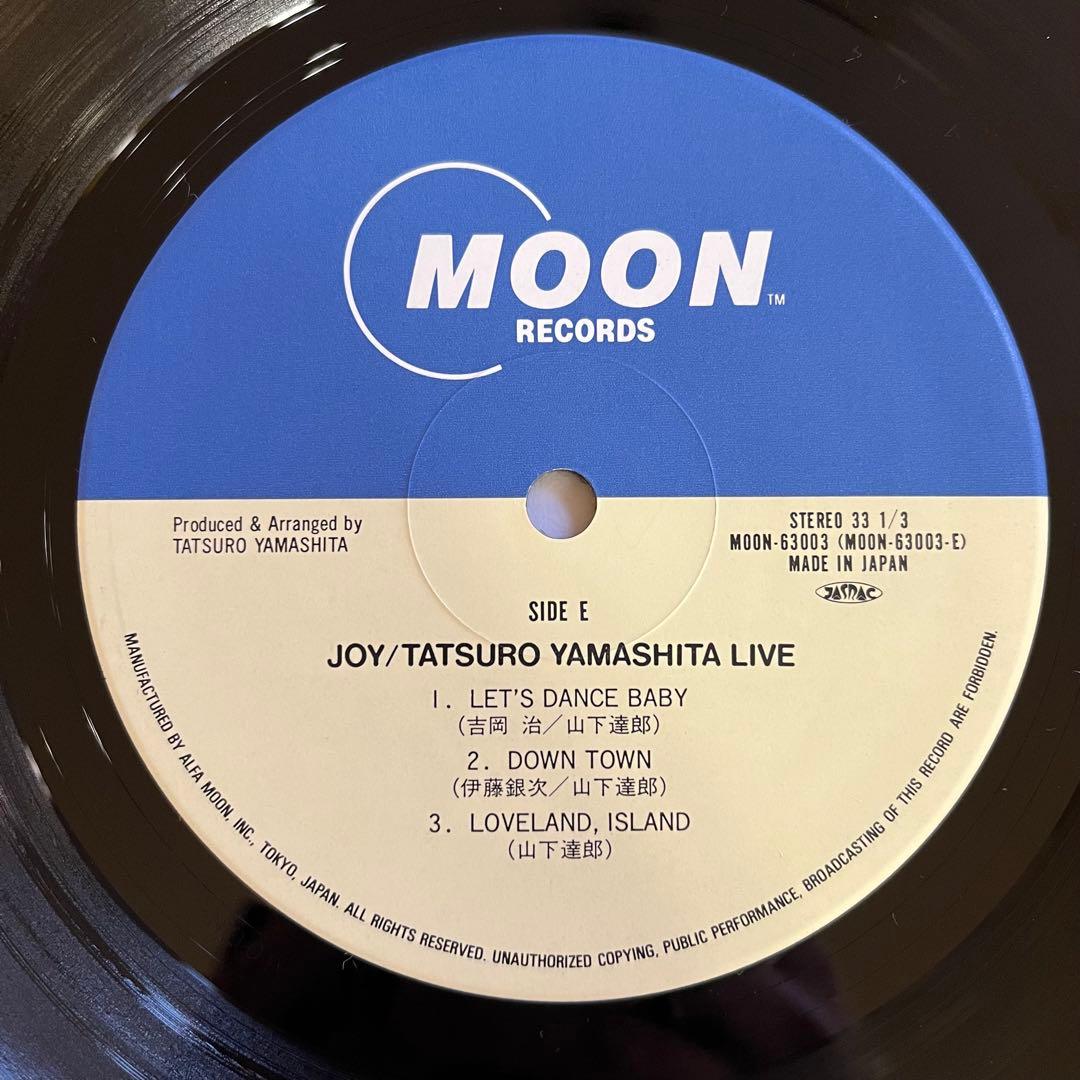 MOON™
RECORDS
Produced & Arranged by
TATSURO YAMASHITA
STEREO 33 1/3
MOON-63003 (MOON-63003-E)
MADE IN JAPAN
JASRAC
SIDE E
JOY/TATSURO YAMASHITA LIVE
1. LET'S DANCE BABY
(吉岡 治／山下達郎)
2. DOWN TOWN
(伊藤銀次／山下達郎)
3. LOVELAND, ISLAND
(山下達郎)
MANUFACTURED BY ALFA MOON, INC., TOKYO, JAPAN. ALL RIGHTS RESERVED. UNAUTHORIZED COPYING, PUBLIC PERFORMANCE, BROADCASTING OF THIS RECORD ARE FORBIDDEN.